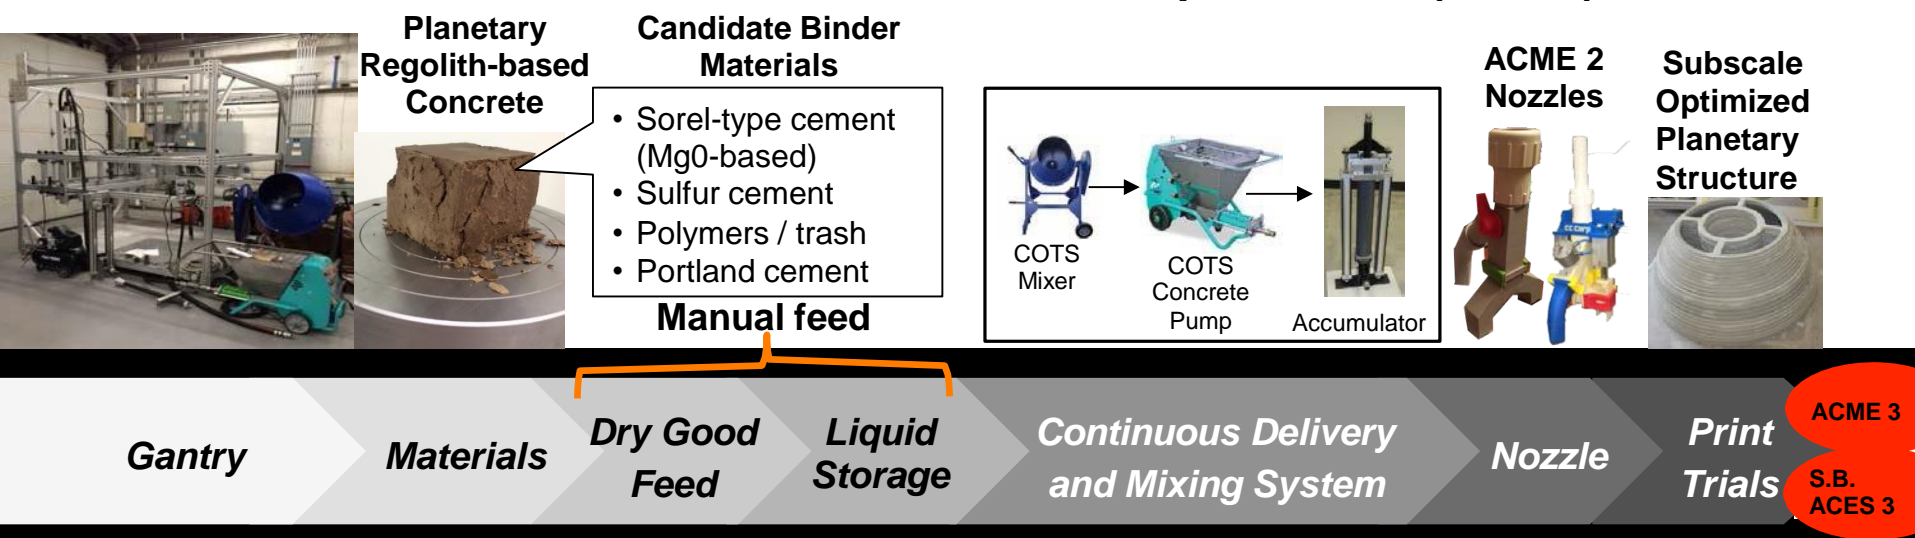 Planetary
Regolith-based
Concrete
Candidate Binder
Materials
• Sorel-type cement
(Mg0-based)
• Sulfur cement
• Polymers / trash
• Portland cement
Manual feed
COTS
Mixer
COTS
Concrete
Pump
Accumulator
ACME 2
Nozzles
Subscale
Optimized
Planetary
Structure
Gantry
Materials
Dry Good
Feed
Liquid
Storage
Continuous Delivery
and Mixing System
Nozzle
Print
Trials
ACME 3
S.B.
ACES 3